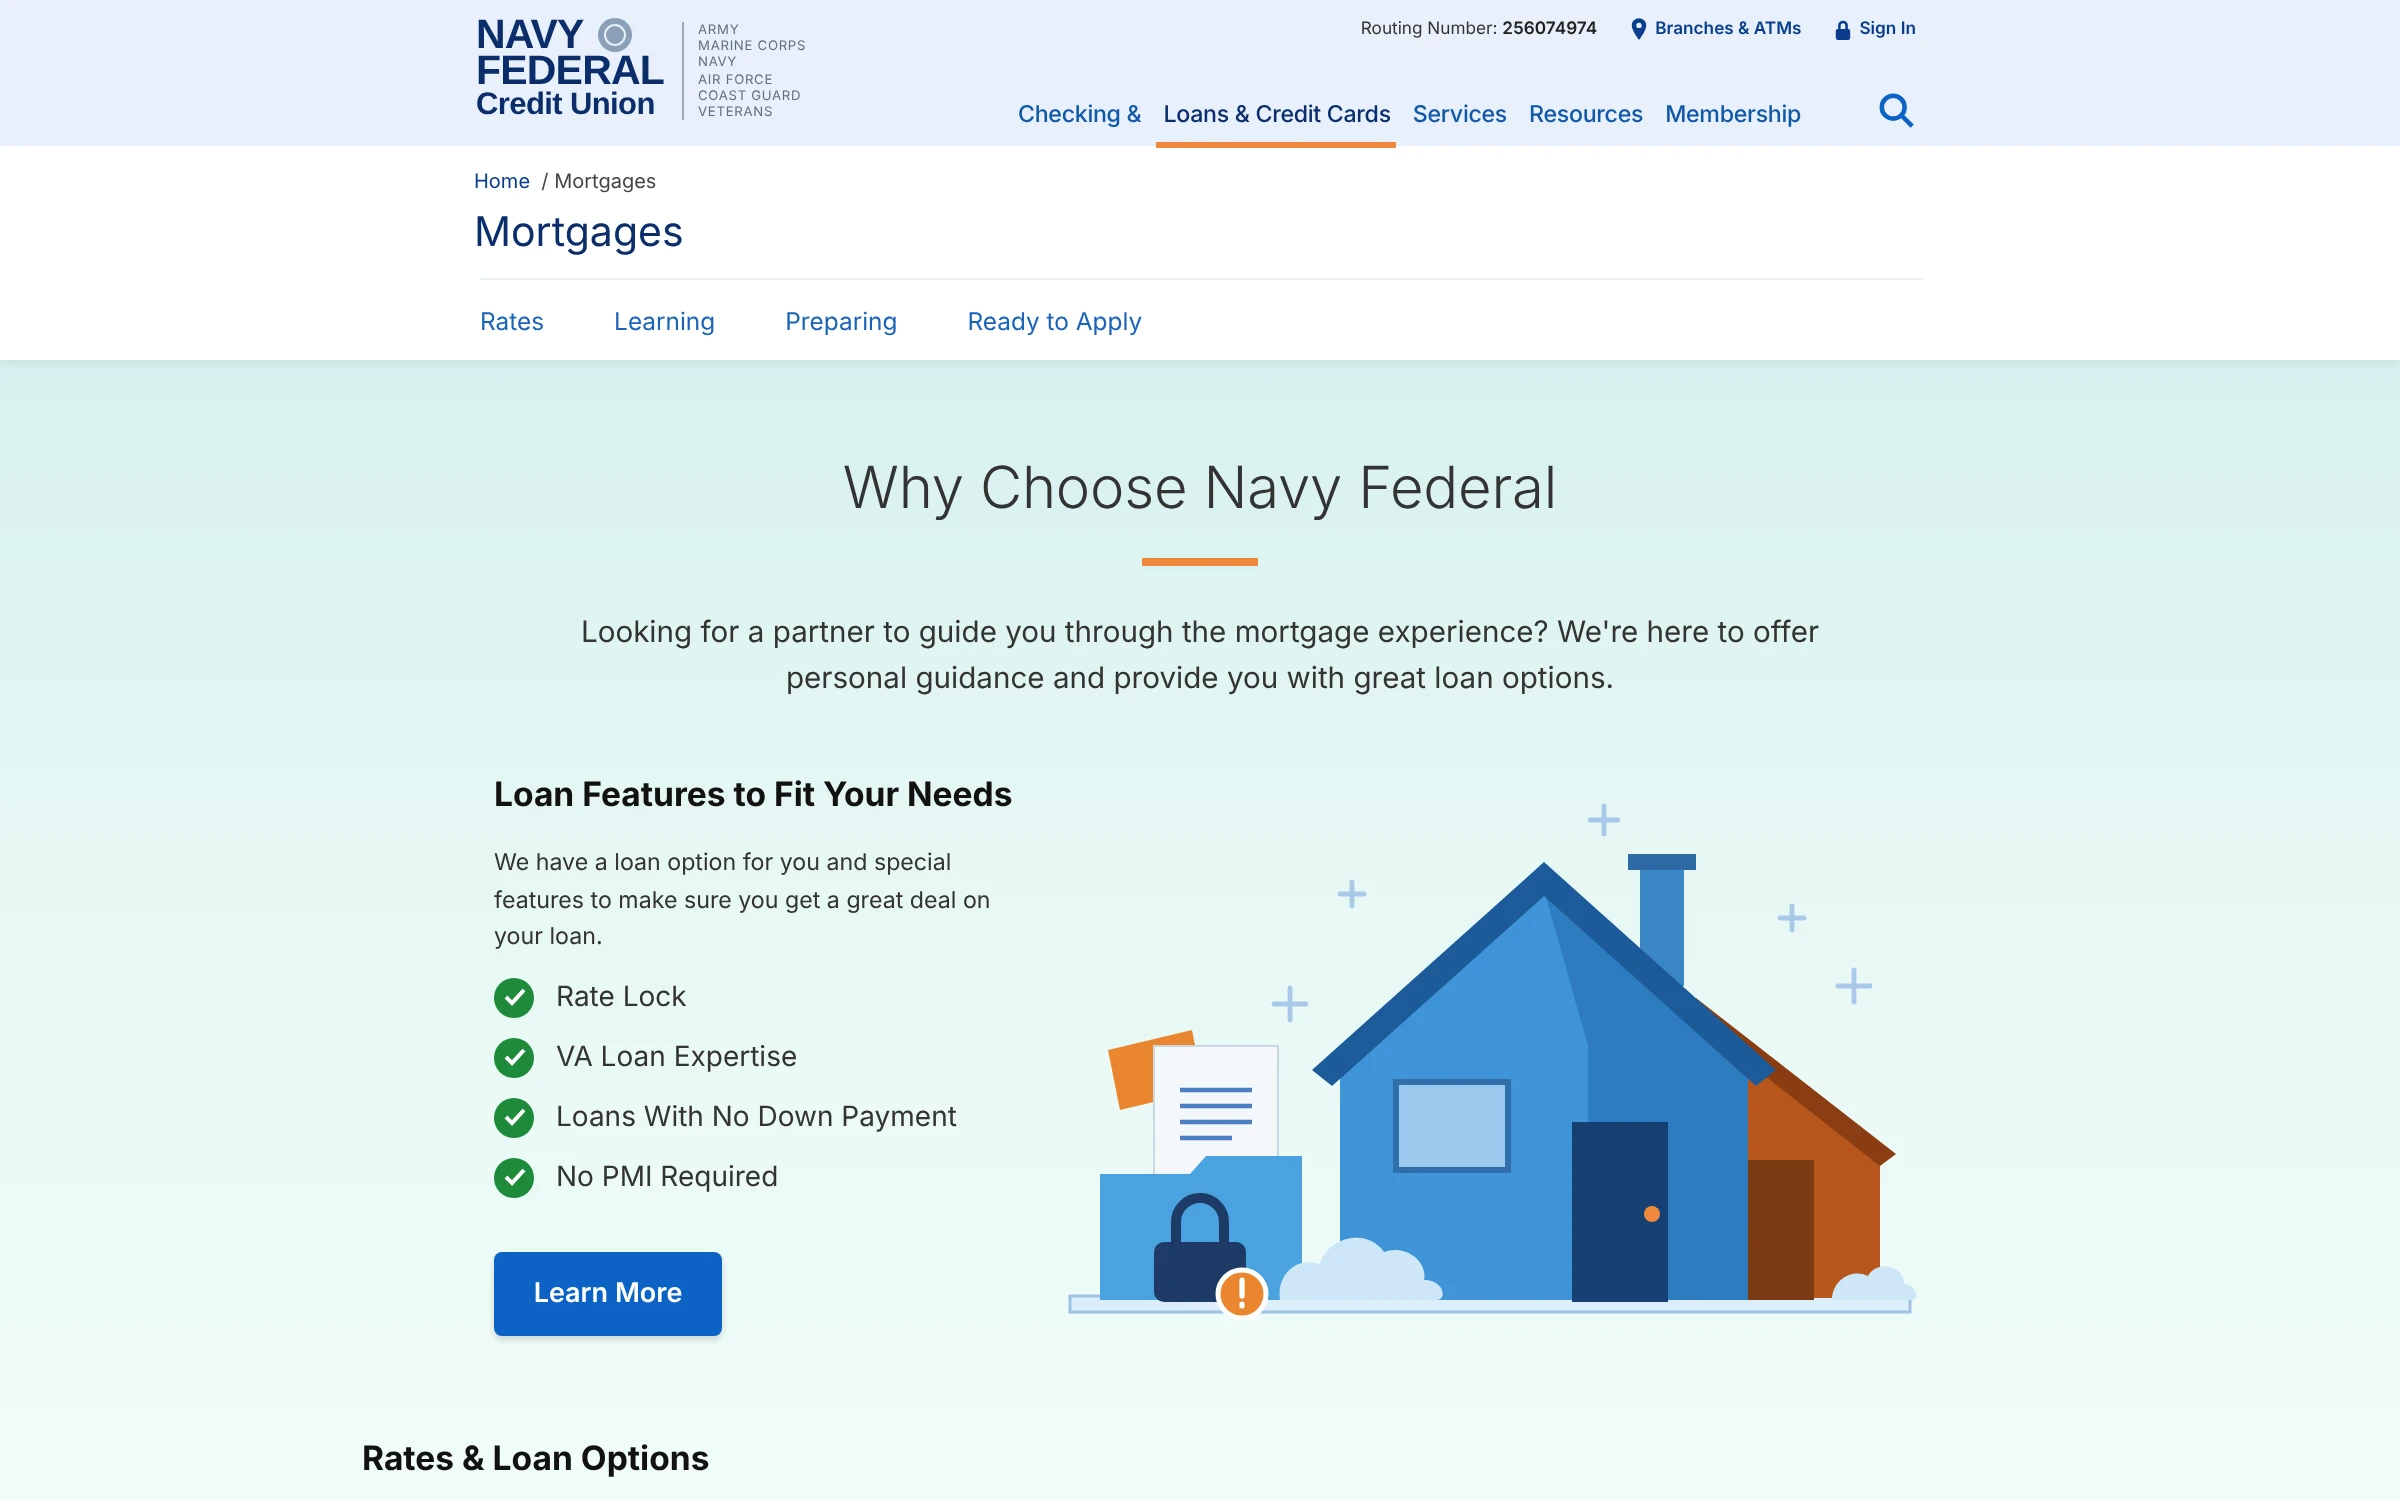 NAVY
FEDERAL
Credit Union
ARMY
MARINE CORPS
NAVY
AIR FORCE
COAST GUARD
VETERANS
Routing Number: 256074974
Branches & ATMs
Sign In
Checking &
Loans & Credit Cards
Services
Resources
Membership
Home / Mortgages
Mortgages
Rates
Learning
Preparing
Ready to Apply
Why Choose Navy Federal
Looking for a partner to guide you through the mortgage experience? We're here to offer
personal guidance and provide you with great loan options.
Loan Features to Fit Your Needs
We have a loan option for you and special
features to make sure you get a great deal on
your loan.
Rate Lock
VA Loan Expertise
Loans With No Down Payment
No PMI Required
Learn More
Rates & Loan Options